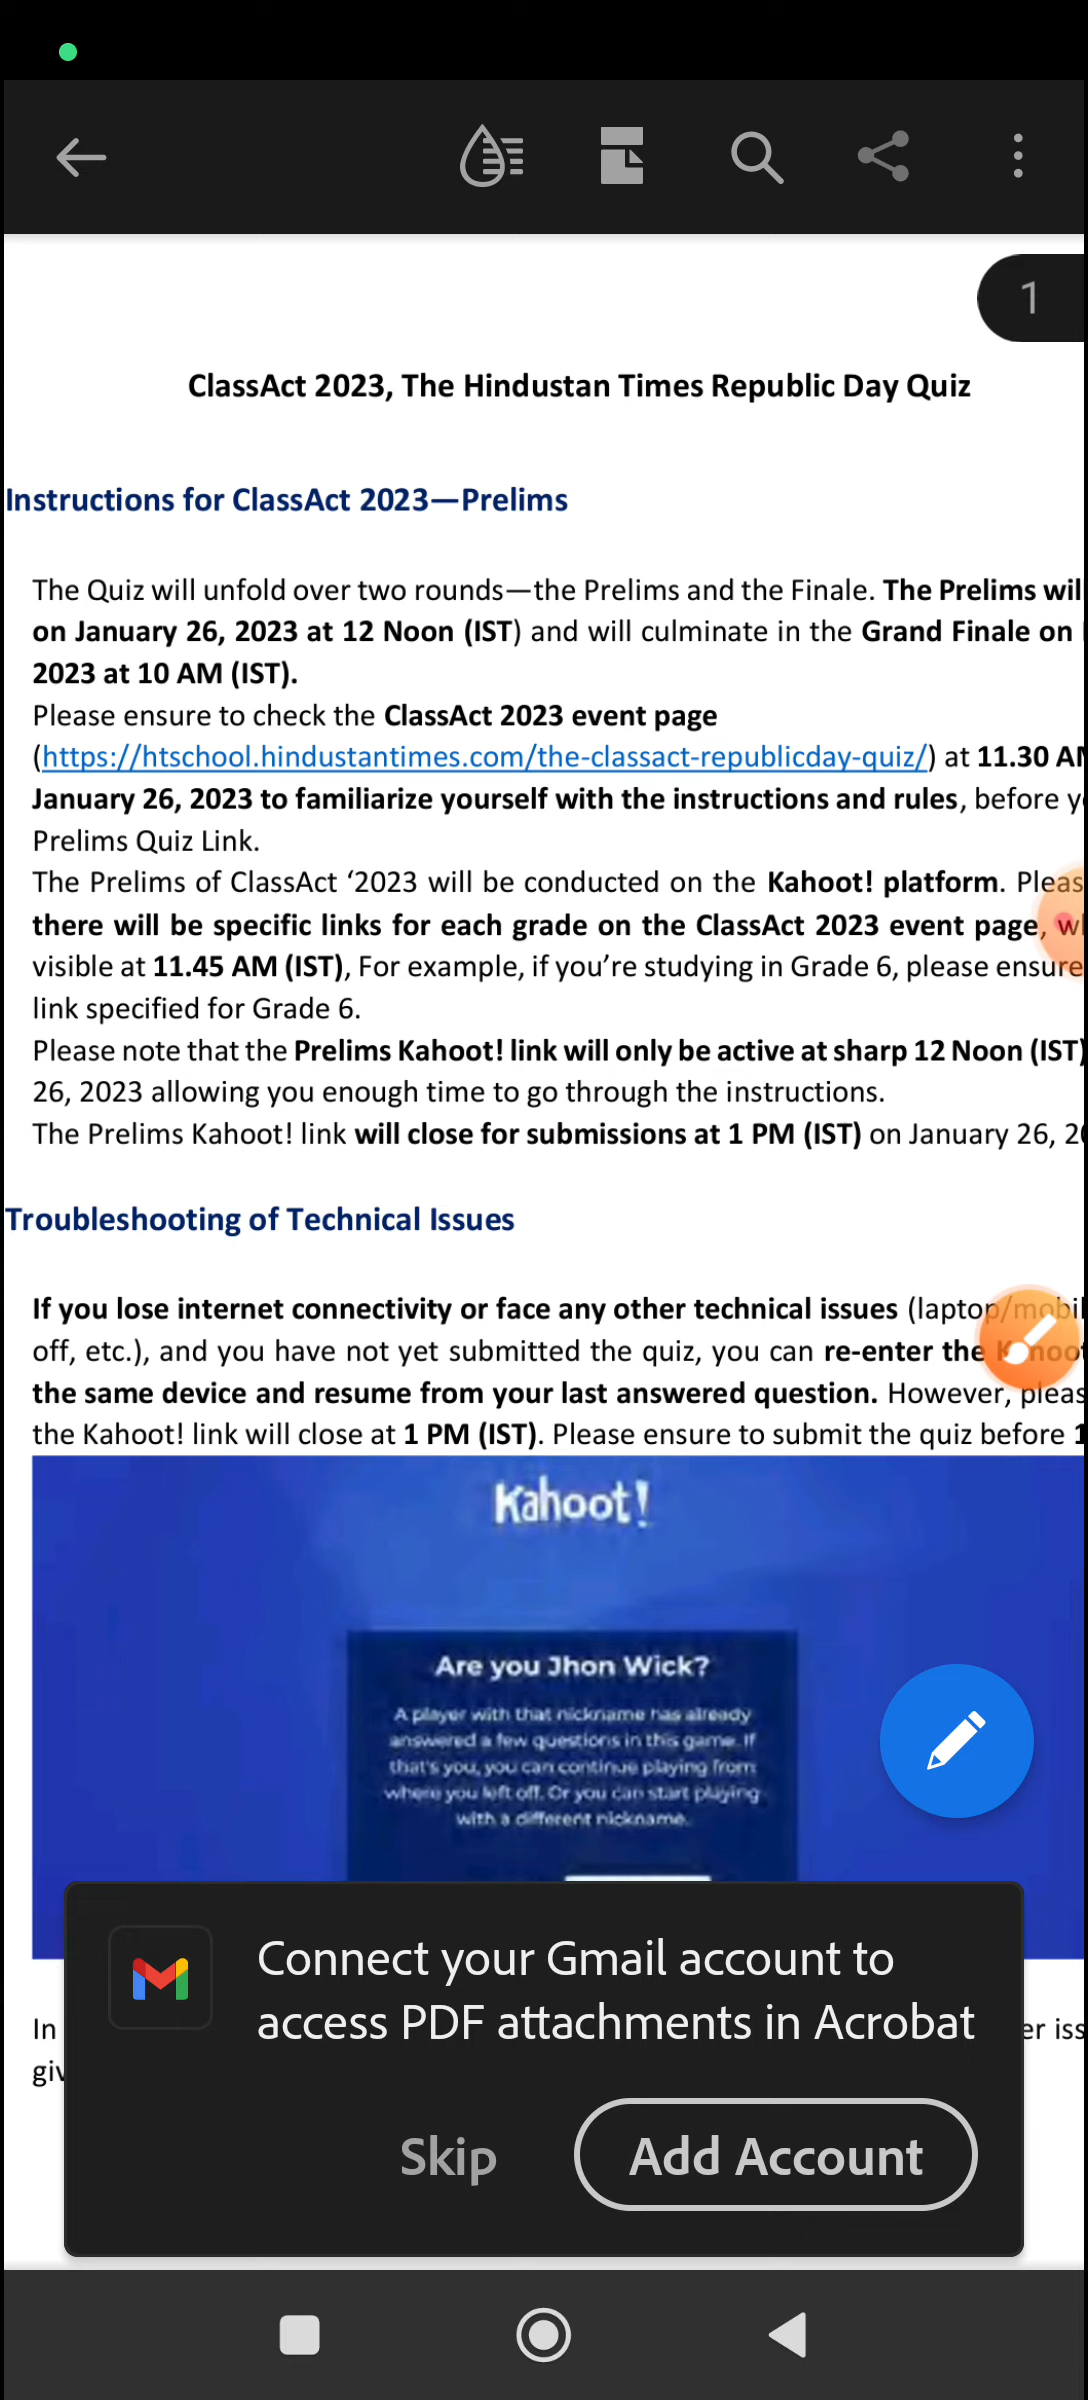 1
ClassAct 2023, The Hindustan Times Republic Day Quiz
Instructions for ClassAct 2023—Prelims
The Quiz will unfold over two rounds—the Prelims and the Finale. The Prelims wil
on January 26, 2023 at 12 Noon (IST) and will culminate in the Grand Finale on
2023 at 10 AM (IST).
Please ensure to check the ClassAct 2023 event page
(https://htschool.hindustantimes.com/the-classact-republicday-quiz/) at 11.30 AM
January 26, 2023 to familiarize yourself with the instructions and rules, before y
Prelims Quiz Link.
The Prelims of ClassAct ‘2023 will be conducted on the Kahoot! platform. Pleas
there will be specific links for each grade on the ClassAct 2023 event page, w
visible at 11.45 AM (IST), For example, if you’re studying in Grade 6, please ensure
link specified for Grade 6.
Please note that the Prelims Kahoot! link will only be active at sharp 12 Noon (IST)
26, 2023 allowing you enough time to go through the instructions.
The Prelims Kahoot! link will close for submissions at 1 PM (IST) on January 26, 2
Troubleshooting of Technical Issues
If you lose internet connectivity or face any other technical issues (laptop/mobil
off, etc.), and you have not yet submitted the quiz, you can re-enter the Kahoot
the same device and resume from your last answered question. However, pleas
the Kahoot! link will close at 1 PM (IST). Please ensure to submit the quiz before 1
Kahoot!
Are you Jhon Wick?
A player with that nickname has already
answered a few questions in this game. If
that's you, you can continue playing from
where you left off. Or you can start playing
with a different nickname.
In er iss
giv
Connect your Gmail account to
access PDF attachments in Acrobat
Skip Add Account